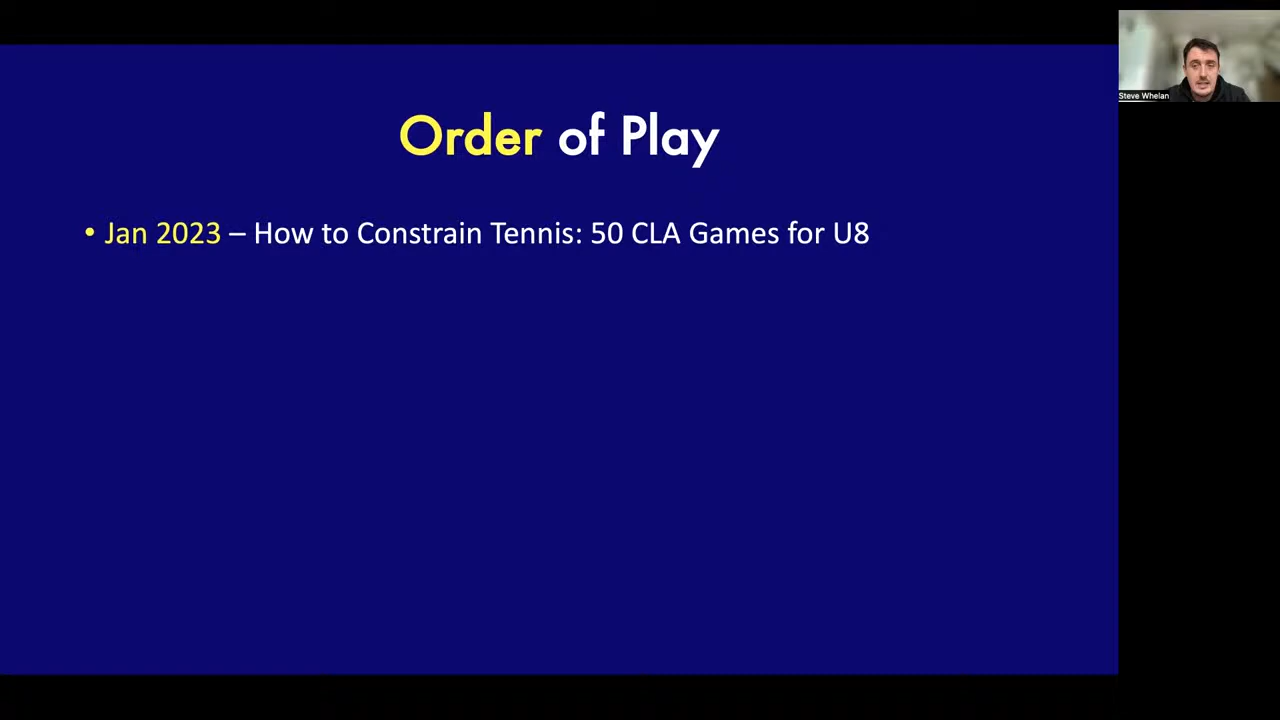 Steve Whelan
Order of Play
• Jan 2023 – How to Constrain Tennis: 50 CLA Games for U8